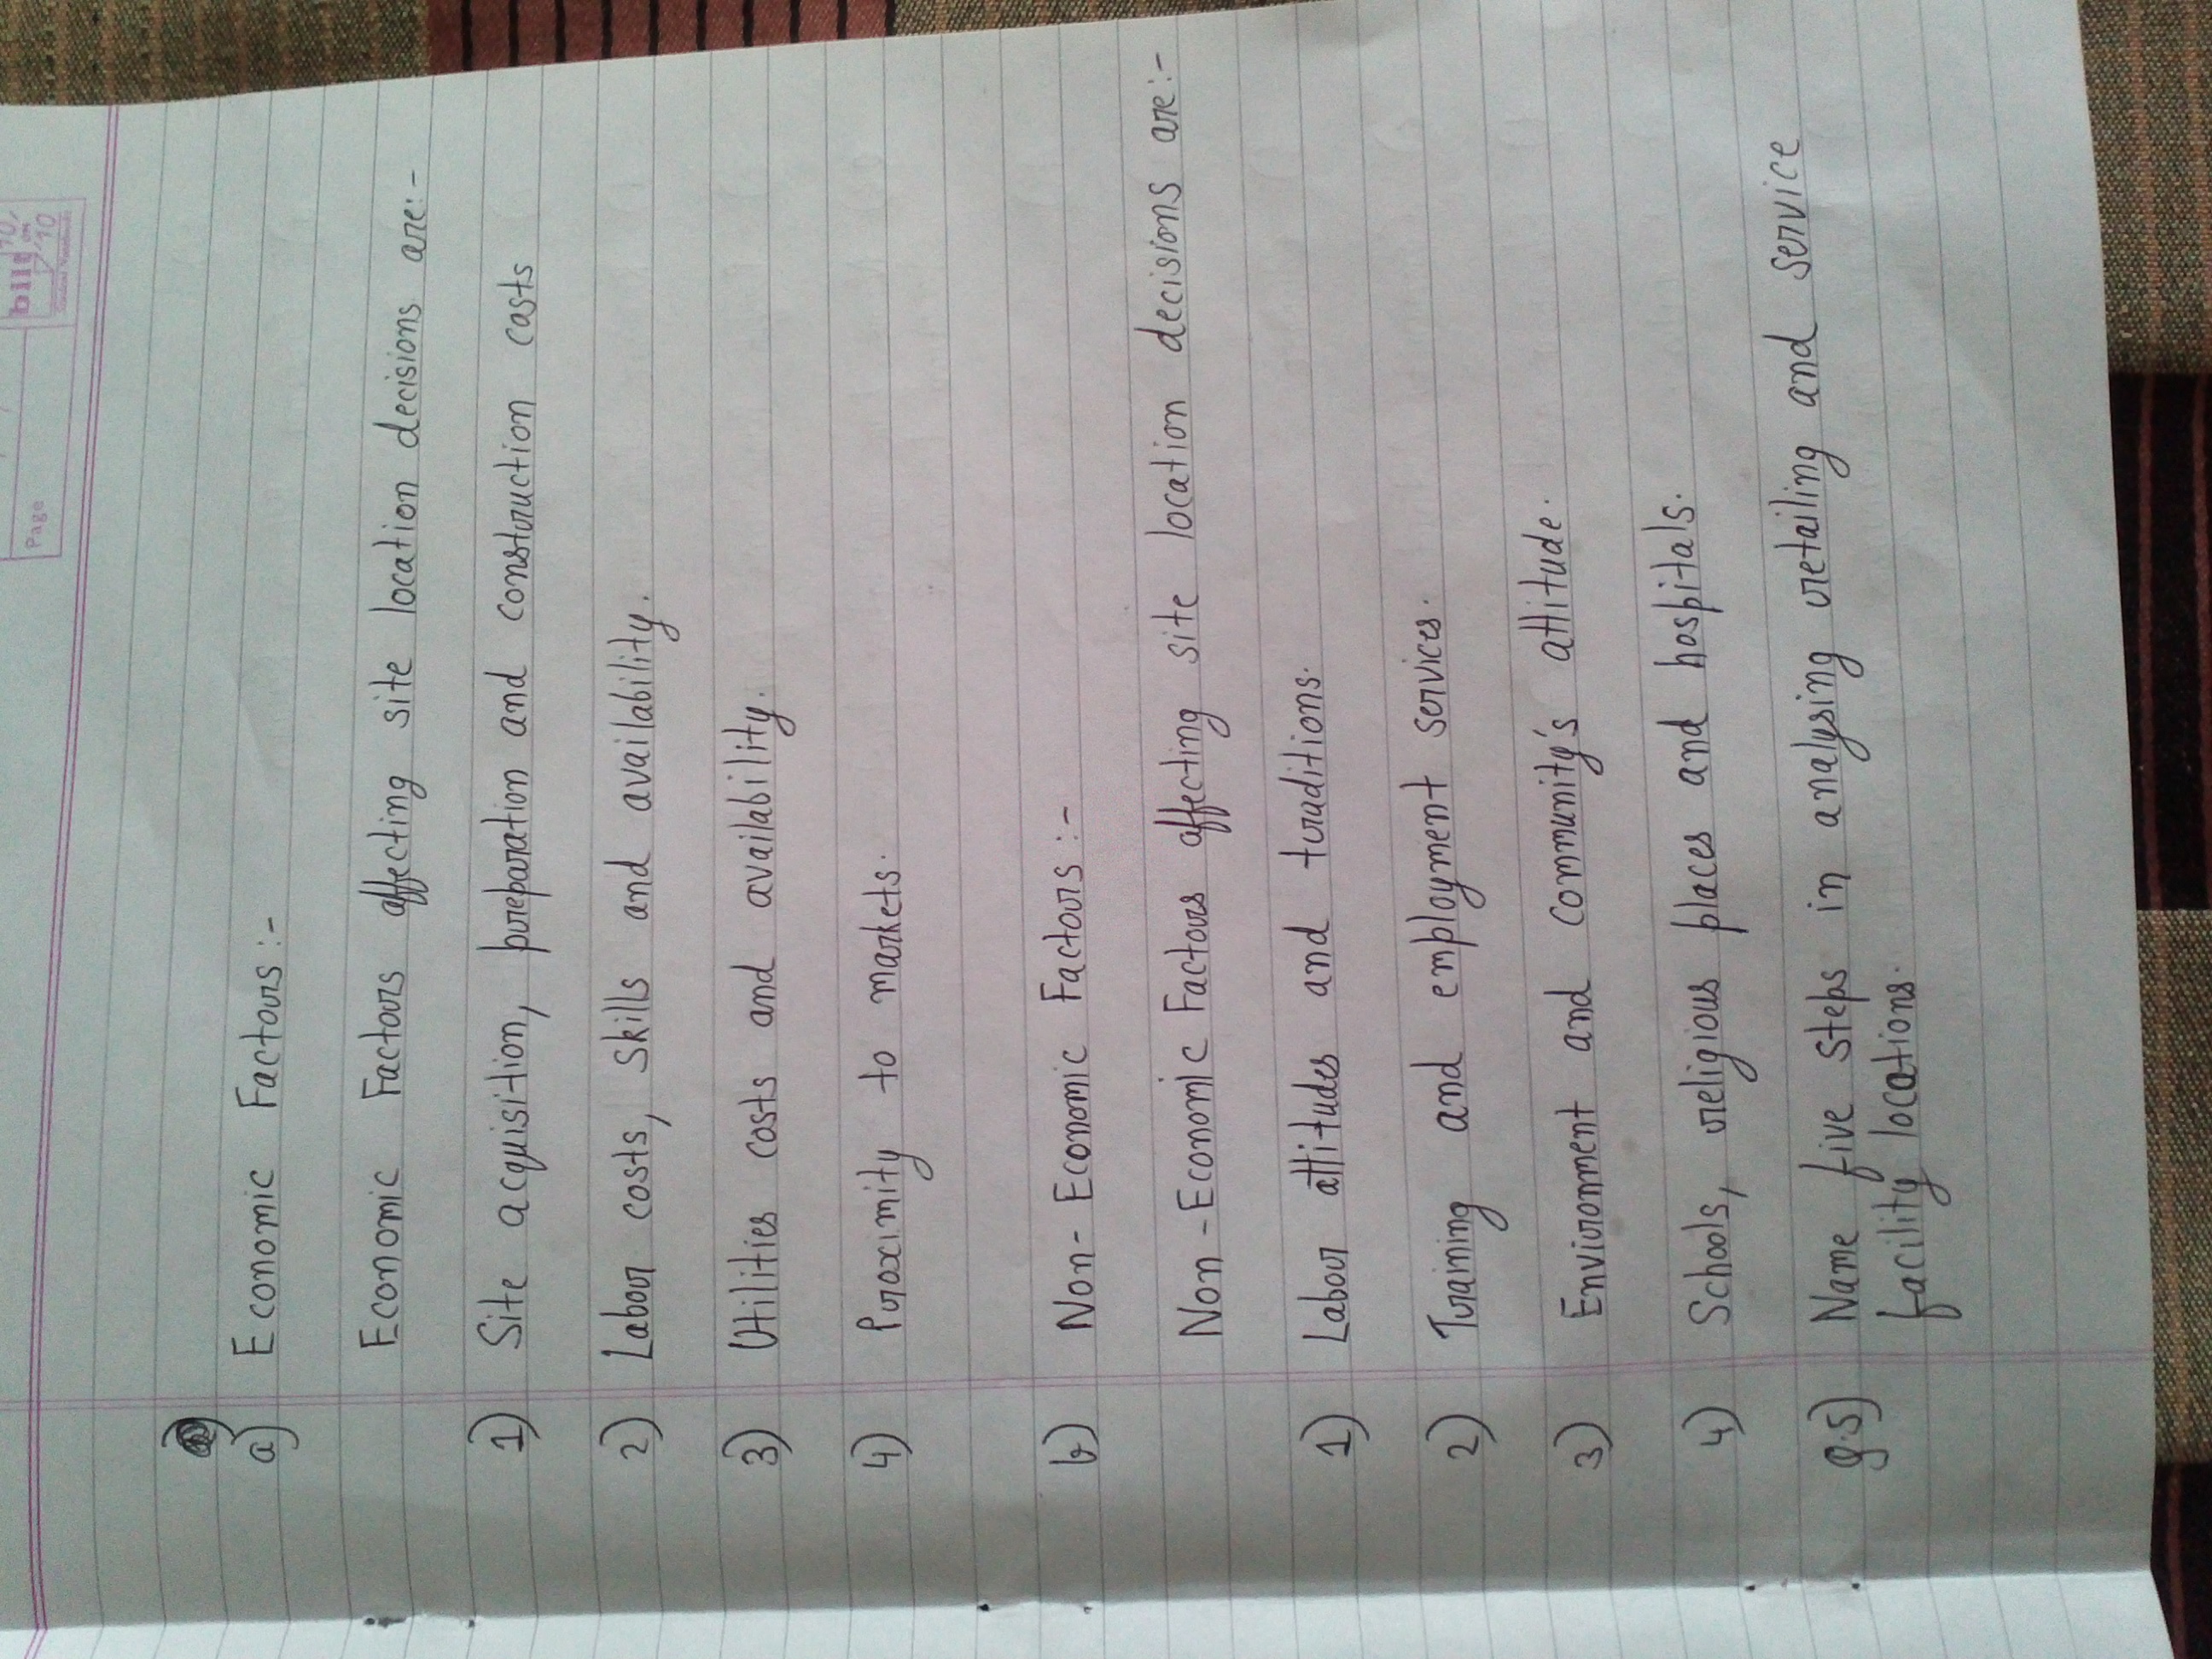 Page
bilt
a) Economic Factors:-
Economic Factors affecting site location decisions are:-
1) Site acquisition, preparation and construction costs
2) Labour costs, skills and availability.
3) Utilities costs and availability.
4) Proximity to markets.
b) Non-Economic Factors:-
Non-Economic Factors affecting site location decisions are:-
1) Labour attitudes and traditions.
2) Training and employment services.
3) Environment and community's attitude.
4) Schools, religious places and hospitals.
Q.5) Name five steps in analysing retailing and service
facility locations.